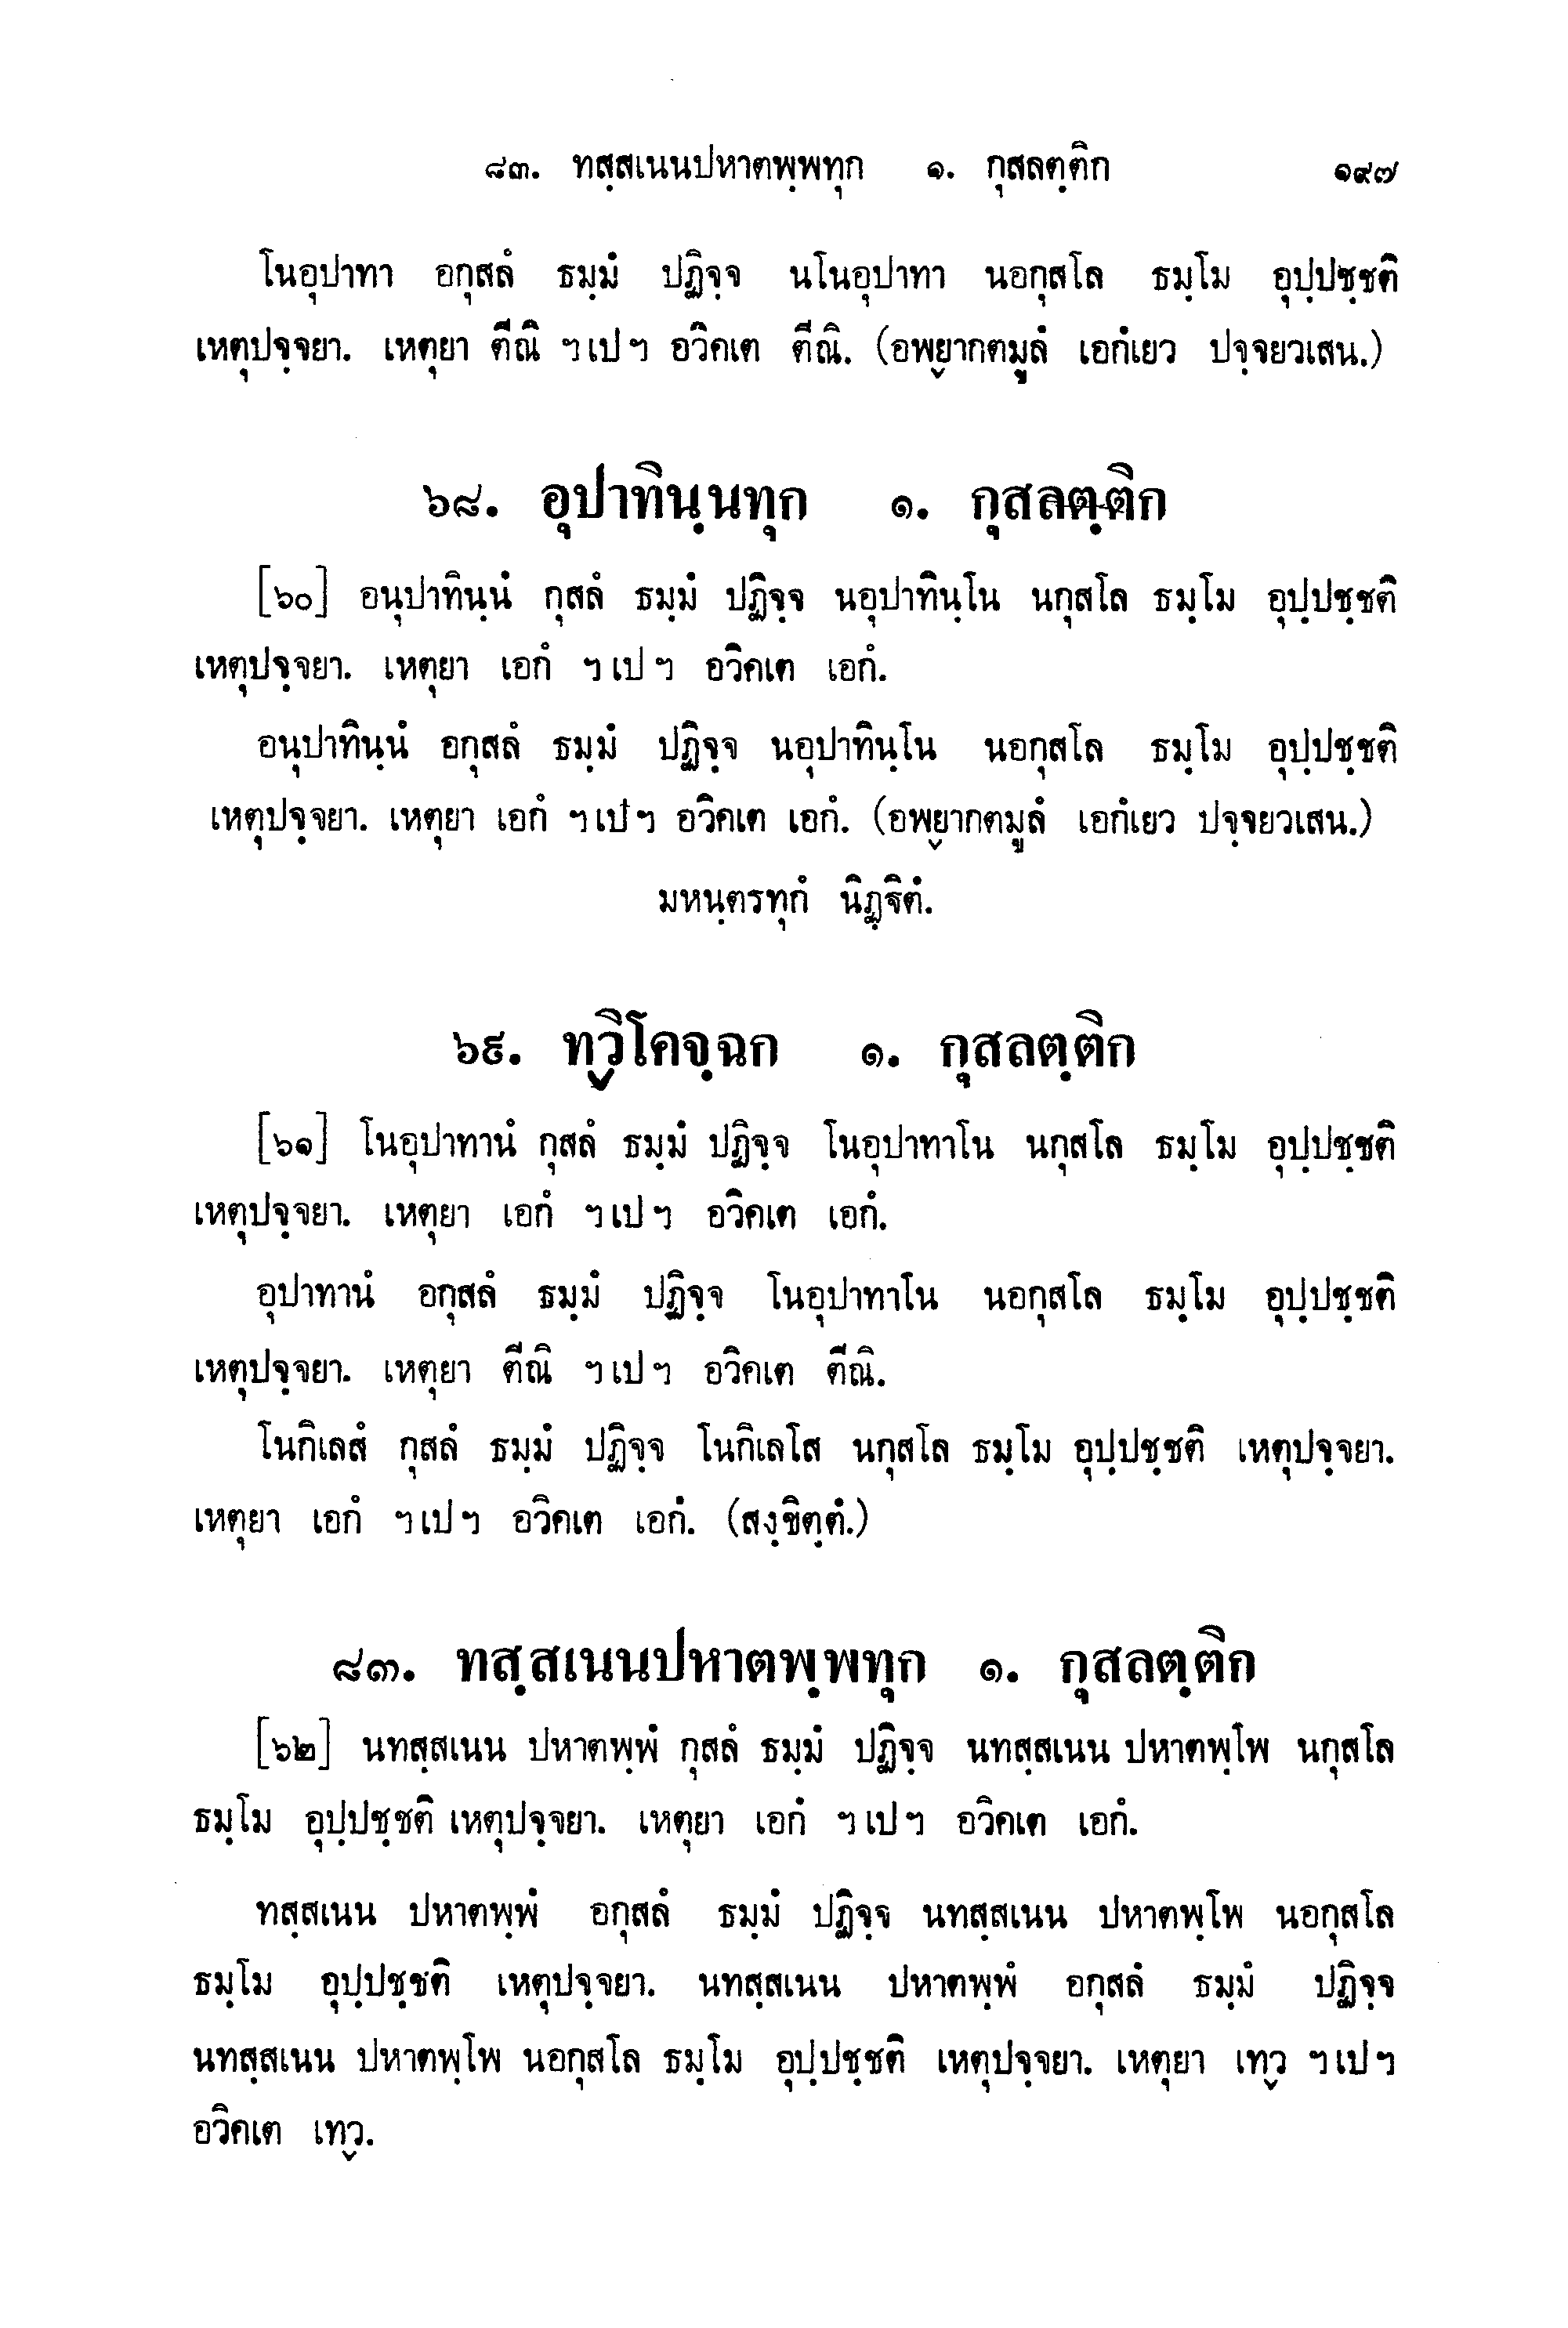 ๘๓. ทสฺสเนนปหาตพฺพทุก ๑. กุสลตฺติก ๑๙๗
โนอุปาทา อกุสลํ ธมฺมํ ปฏิจฺจ นโนอุปาทา นอกุสโล ธมฺโม อุปฺปชฺชติ
เหตุปจฺจยา. เหตุยา ตีณิ ฯเปฯ อวิคเต ตีณิ. (อพฺยากตมูลํ เอกํเยว ปจฺจยวเสน.)
๖๘. อุปาทินฺนทุก ๑. กุสลตฺติก
[๖๐] อนุปาทินฺนํ กุสลํ ธมฺมํ ปฏิจฺจ นอุปาทินฺโน นกุสโล ธมฺโม อุปฺปชฺชติ
เหตุปจฺจยา. เหตุยา เอกํ ฯเปฯ อวิคเต เอกํ.
อนุปาทินฺนํ อกุสลํ ธมฺมํ ปฏิจฺจ นอุปาทินฺโน นอกุสโล ธมฺโม อุปฺปชฺชติ
เหตุปจฺจยา. เหตุยา เอกํ ฯเปฯ อวิคเต เอกํ. (อพฺยากตมูลํ เอกํเยว ปจฺจยวเสน.)
มหนฺตรทุกํ นิฏฺฐิตํ.
๖๙. ทฺวิโคจฺฉก ๑. กุสลตฺติก
[๖๑] โนอุปาทานํ กุสลํ ธมฺมํ ปฏิจฺจ โนอุปาทาโน นกุสโล ธมฺโม อุปฺปชฺชติ
เหตุปจฺจยา. เหตุยา เอกํ ฯเปฯ อวิคเต เอกํ.
อุปาทานํ อกุสลํ ธมฺมํ ปฏิจฺจ โนอุปาทาโน นอกุสโล ธมฺโม อุปฺปชฺชติ
เหตุปจฺจยา. เหตุยา ตีณิ ฯเปฯ อวิคเต ตีณิ.
โนกิเลสํ กุสลํ ธมฺมํ ปฏิจฺจ โนกิเลโส นกุสโล ธมฺโม อุปฺปชฺชติ เหตุปจฺจยา.
เหตุยา เอกํ ฯเปฯ อวิคเต เอกํ. (สงฺขิตฺตํ.)
๘๓. ทสฺสเนนปหาตพฺพทุก ๑. กุสลตฺติก
[๖๒] นทสฺสเนน ปหาตพฺพํ กุสลํ ธมฺมํ ปฏิจฺจ นทสฺสเนน ปหาตพฺโพ นกุสโล
ธมฺโม อุปฺปชฺชติ เหตุปจฺจยา. เหตุยา เอกํ ฯเปฯ อวิคเต เอกํ.
ทสฺสเนน ปหาตพฺพํ อกุสลํ ธมฺมํ ปฏิจฺจ นทสฺสเนน ปหาตพฺโพ นอกุสโล
ธมฺโม อุปฺปชฺชติ เหตุปจฺจยา. นทสฺสเนน ปหาตพฺพํ อกุสลํ ธมฺมํ ปฏิจฺจ
นทสฺสเนน ปหาตพฺโพ นอกุสโล ธมฺโม อุปฺปชฺชติ เหตุปจฺจยา. เหตุยา เทฺว ฯเปฯ
อวิคเต เทฺว.